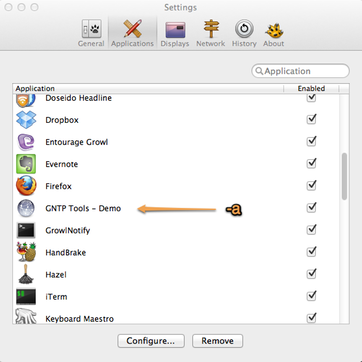 Settings
General Applications Displays Network History About
Application
Application Enabled
Doseido Headline
Dropbox
Entourage Growl
Evernote
Firefox
GNTP Tools - Demo -a
GrowlNotify
HandBrake
Hazel
iTerm
Keyboard Maestro
Configure... Remove